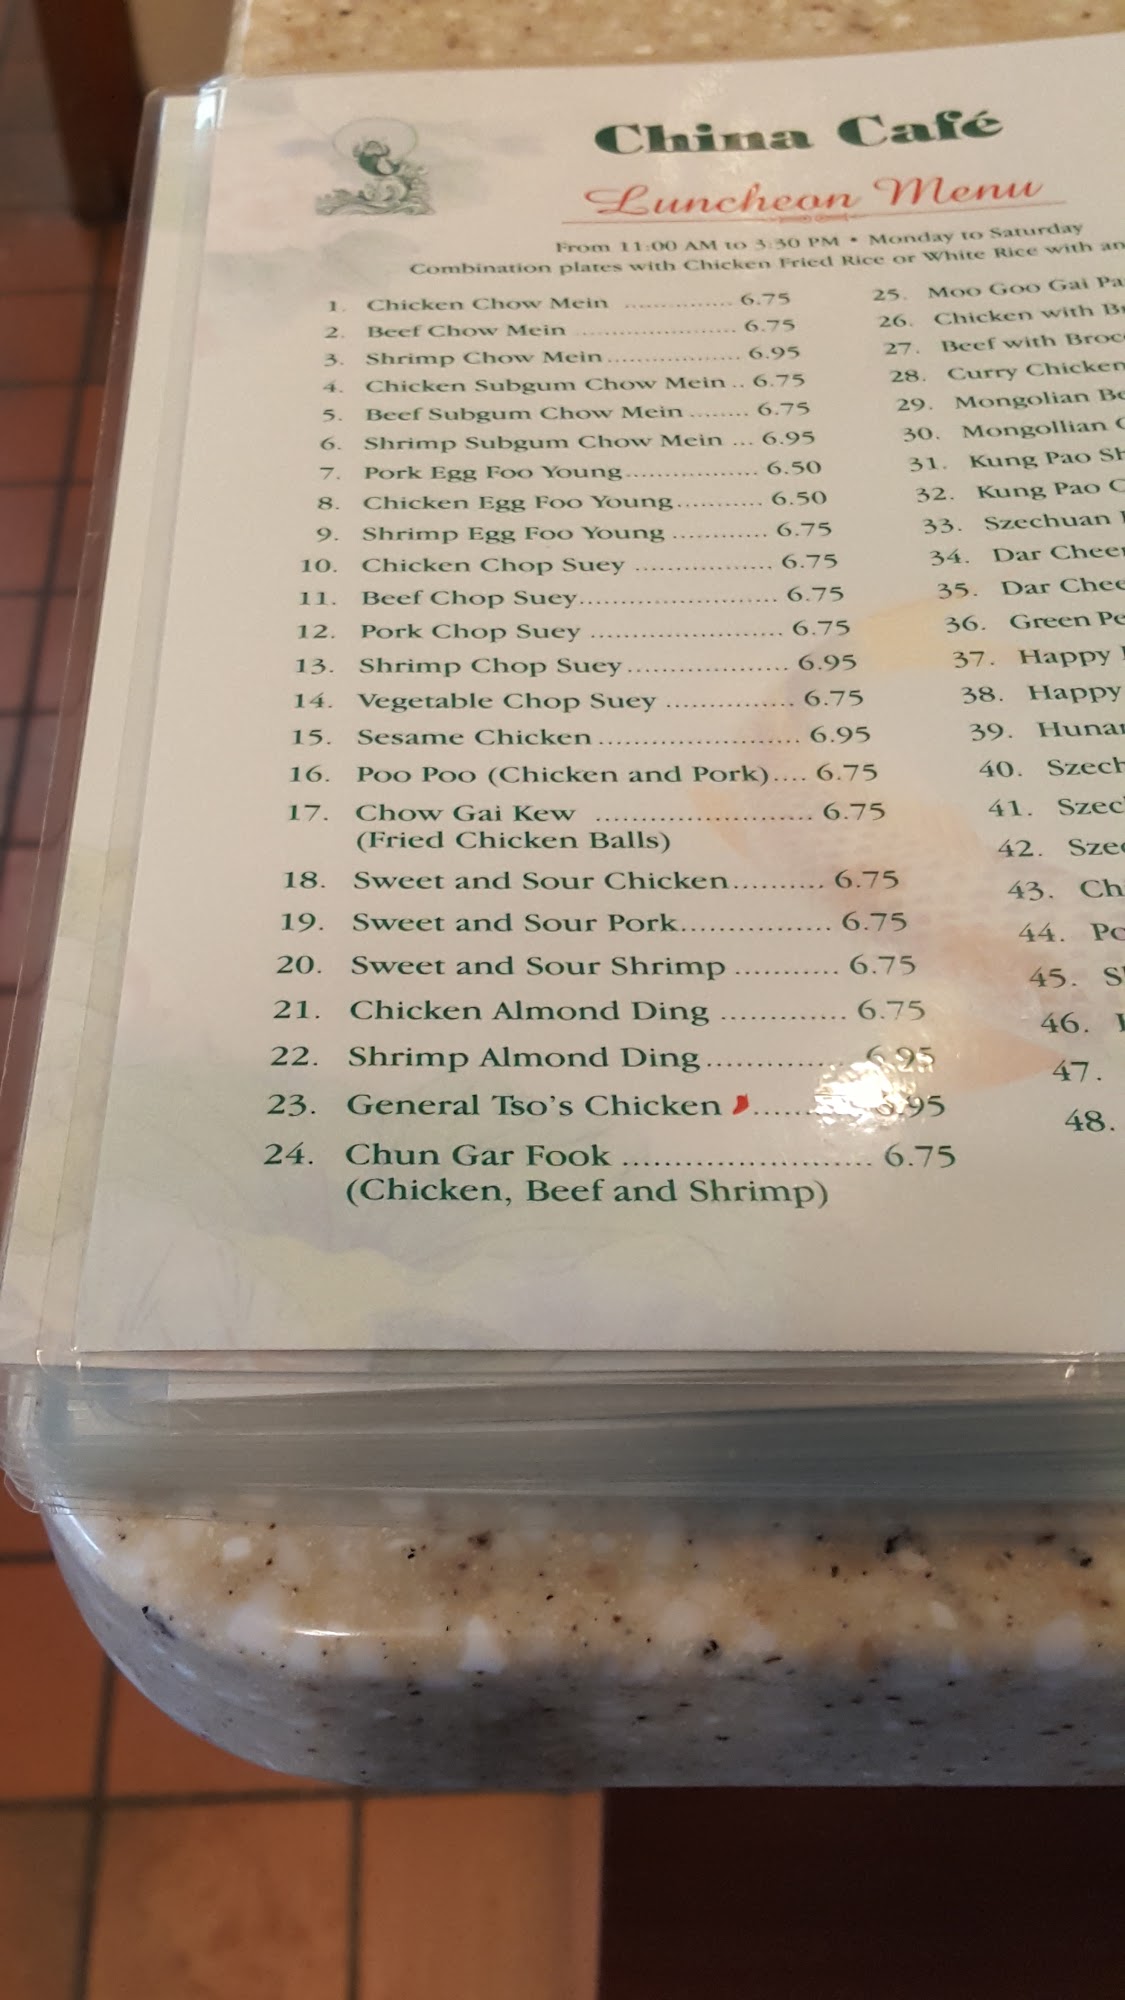 China Café
Luncheon Menu
From 11:00 AM to 3:30 PM • Monday to Saturday
Combination plates with Chicken Fried Rice or White Rice with
1. Chicken Chow Mein .............. 6.75
2. Beef Chow Mein ..................... 6.75
3. Shrimp Chow Mein................. 6.95
4. Chicken Subgum Chow Mein .. 6.75
5. Beef Subgum Chow Mein ........ 6.75
6. Shrimp Subgum Chow Mein ... 6.95
7. Pork Egg Foo Young................. 6.50
8. Chicken Egg Foo Young........... 6.50
9. Shrimp Egg Foo Young ............ 6.75
10. Chicken Chop Suey ................. 6.75
11. Beef Chop Suey........................ 6.75
12. Pork Chop Suey ....................... 6.75
13. Shrimp Chop Suey................... 6.95
14. Vegetable Chop Suey ............... 6.75
15. Sesame Chicken....................... 6.95
16. Poo Poo (Chicken and Pork).... 6.75
17. Chow Gai Kew ........................ 6.75
(Fried Chicken Balls)
18. Sweet and Sour Chicken.......... 6.75
19. Sweet and Sour Pork................ 6.75
20. Sweet and Sour Shrimp ........... 6.75
21. Chicken Almond Ding ............. 6.75
22. Shrimp Almond Ding............... 6.95
23. General Tso's Chicken ...... 6.95
24. Chun Gar Fook ........................ 6.75
(Chicken, Beef and Shrimp)
25. Moo Goo Gai
26. Chicken with
27. Beef with
28. Curry Chicken
29. Mongolian
30. Mongollian
31. Kung Pao
32. Kung Pao
33. Szechuan
34. Dar
35. Dar
36. Green
37. Happy
38. Happy
39.
40.
41.
42.
43.
44.
45.
46.
47.
48.